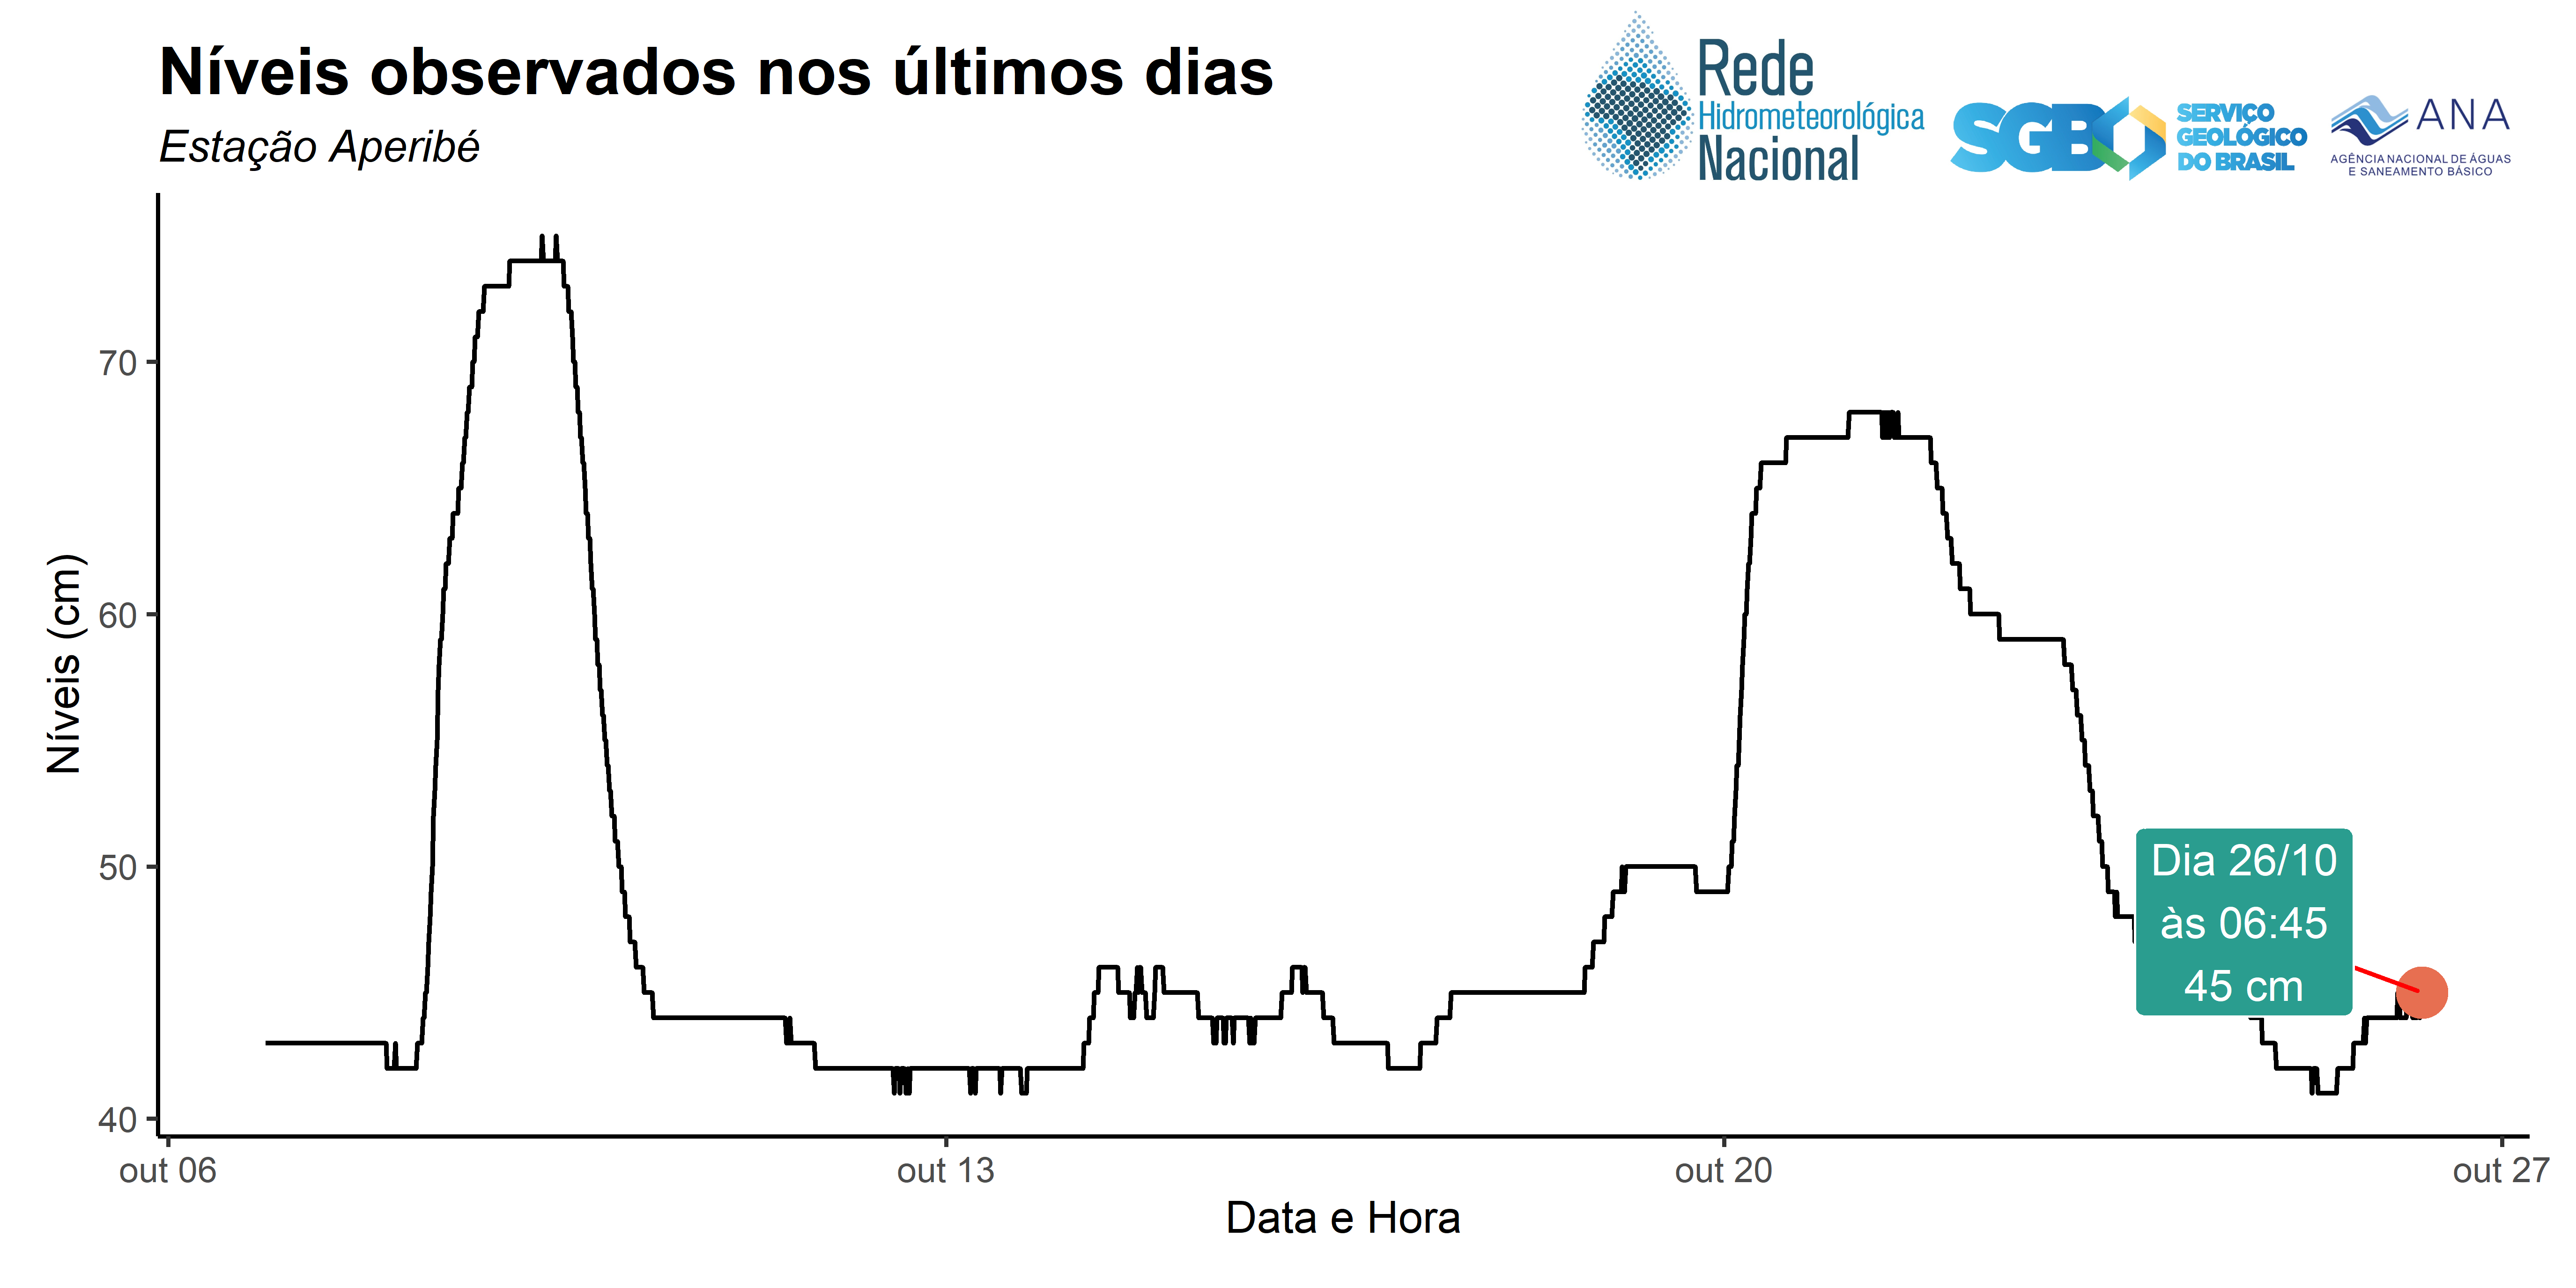 Níveis observados nos últimos dias
Estação Aperibé
Rede
Hidrometeorológica
Nacional
SGB
SERVIÇO
GEOLÓGICO
DO BRASIL
ANA
AGÊNCIA NACIONAL DE ÁGUAS
E SANEAMENTO BÁSICO
Níveis (cm)
70
60
50
40
Dia 26/10
às 06:45
45 cm
out 06
out 13
out 20
out 27
Data e Hora